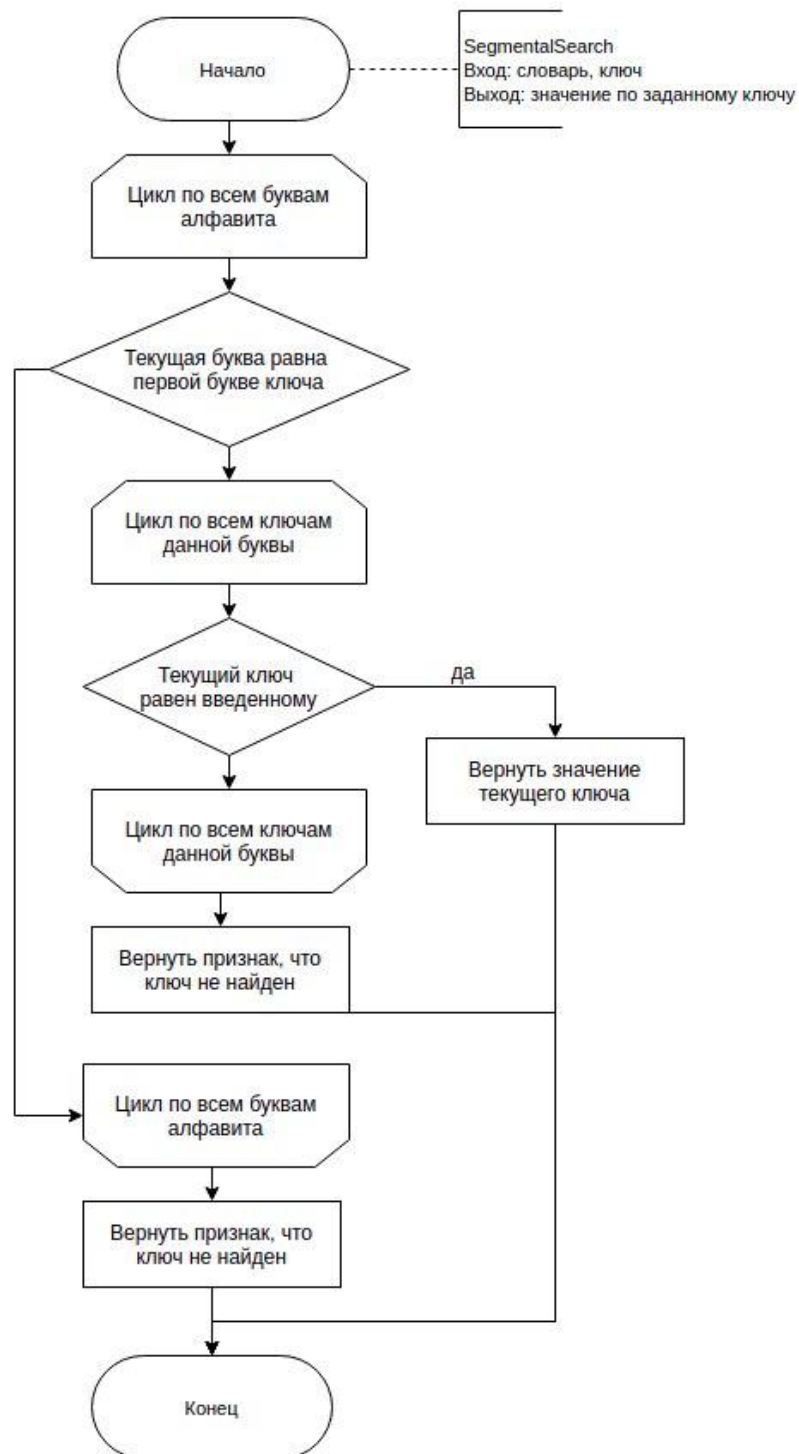 Начало
SegmentalSearch
Вход: словарь, ключ
Выход: значение по заданному ключу
Цикл по всем буквам
алфавита
Текущая буква равна
первой букве ключа
Цикл по всем ключам
данной буквы
Текущий ключ
равен введенному
да
Вернуть значение
текущего ключа
Цикл по всем ключам
данной буквы
Вернуть признак, что
ключ не найден
Цикл по всем буквам
алфавита
Вернуть признак, что
ключ не найден
Конец